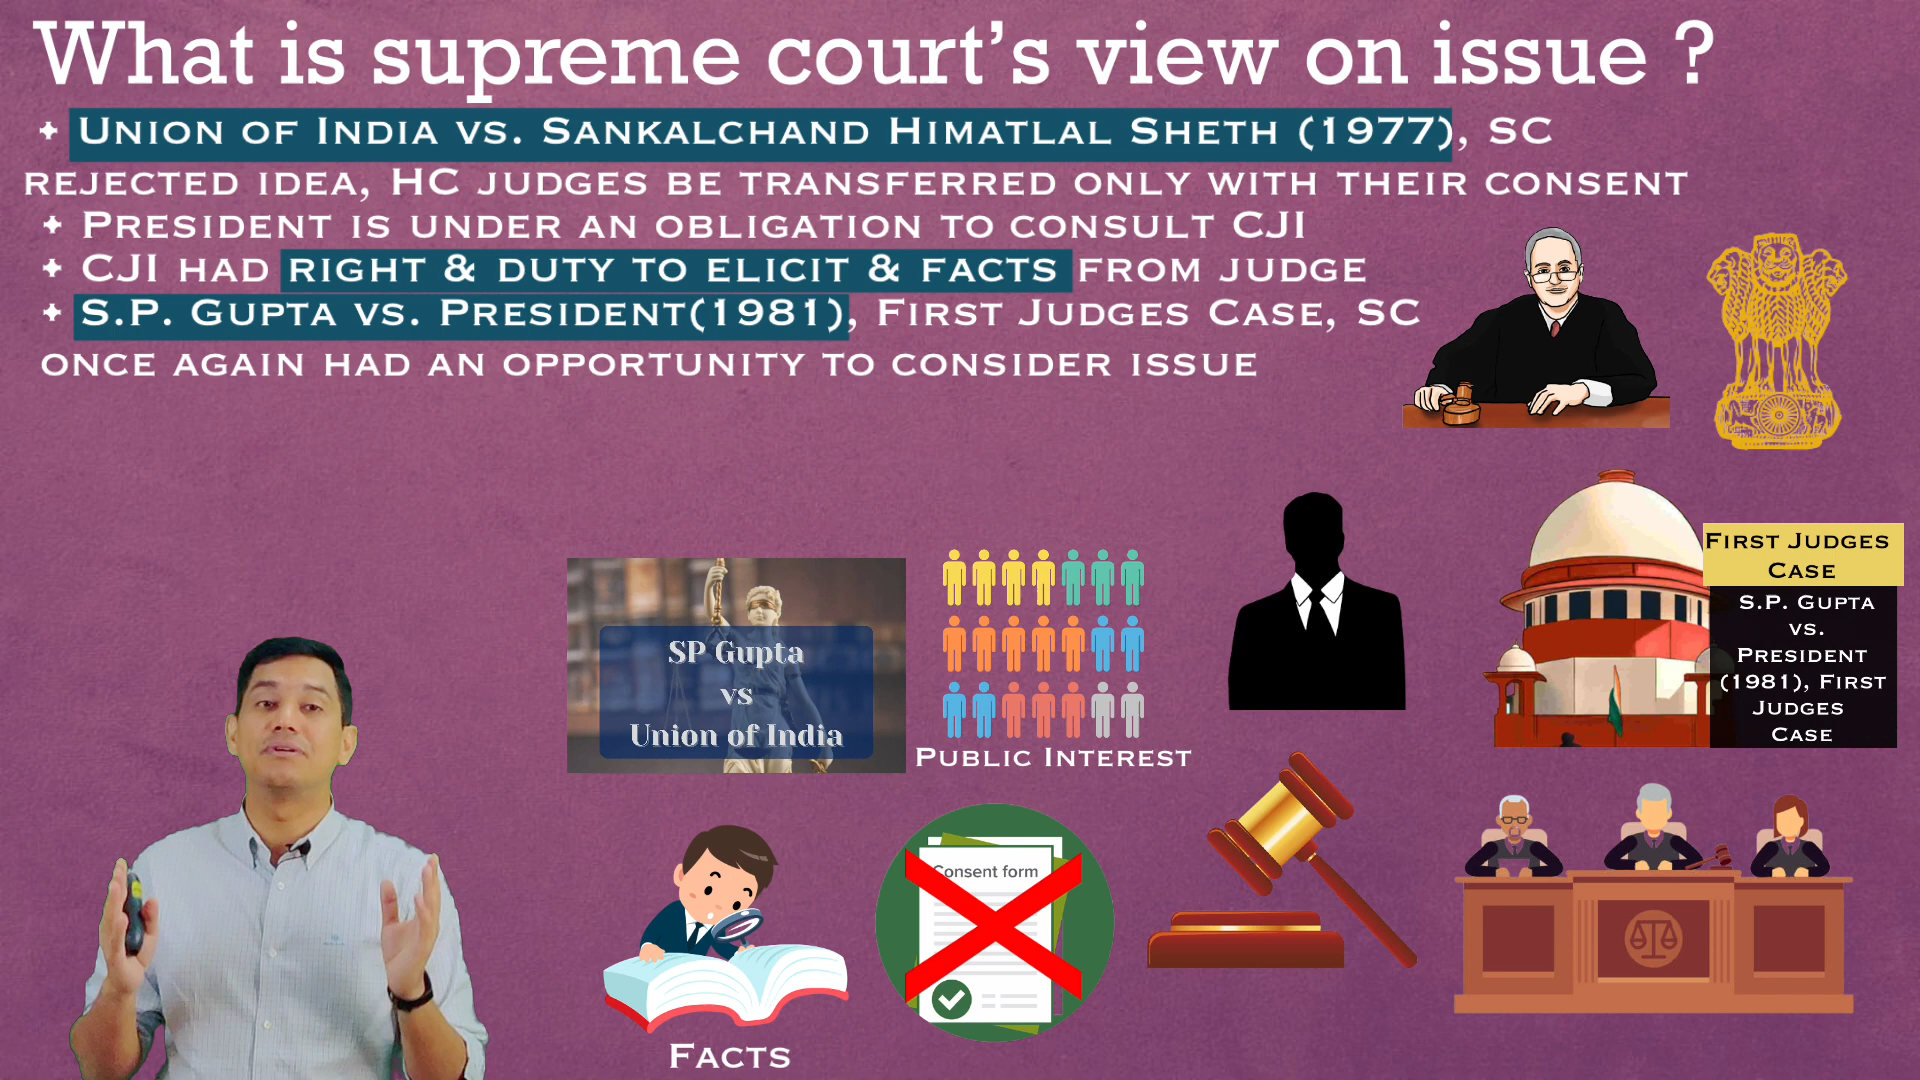 What is supreme court's view on issue ?
✦ Union of India vs. Sankalchand Himatlal Sheth (1977), SC
rejected idea, HC judges be transferred only with their consent
✦ President is under an obligation to consult CJI
✦ CJI had right & duty to elicit & facts from judge
✦ S.P. Gupta vs. President(1981), First Judges Case, SC
once again had an opportunity to consider issue
First Judges
Case
S.P. Gupta
vs.
President
(1981), First
Judges
Case
SP Gupta
vs
Union of India
Public Interest
Consent form
Facts